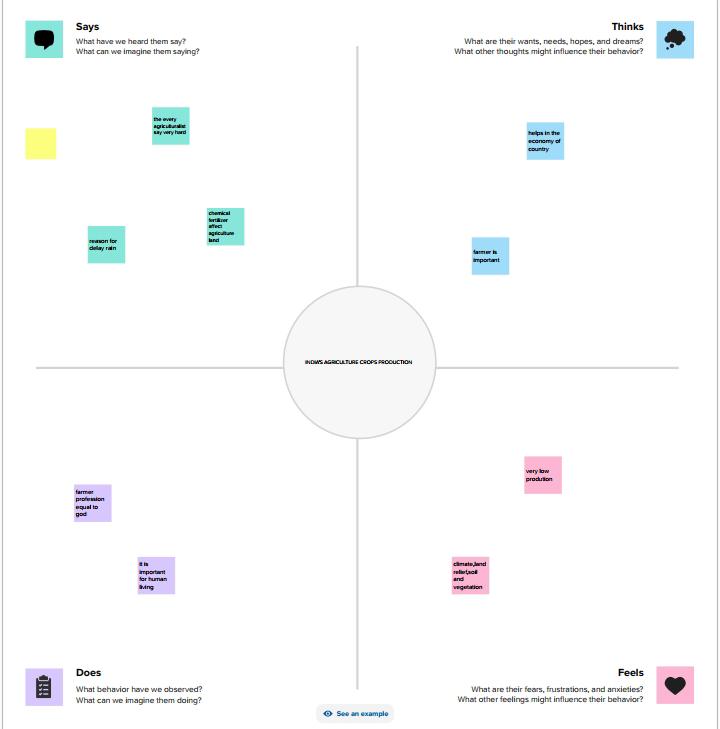 Says
What have we heard them say?
What can we imagine them saying?
Thinks
What are their wants, needs, hopes, and dreams?
What other thoughts might influence their behavior?
the every
agriculturalist
say very hard
helps in the
economy of
country
chemical
fertilizer
affect
agriculture
land
reason for
delay rain
farmer is
important
INDIA'S AGRICULTURE CROPS PRODUCTION
very low
prodution
farmer
profession
equal to
god
it is
important
for human
living
climate,land
relief,soil
and
vegetation
Does
What behavior have we observed?
What can we imagine them doing?
Feels
What are their fears, frustrations, and anxieties?
What other feelings might influence their behavior?
See an example